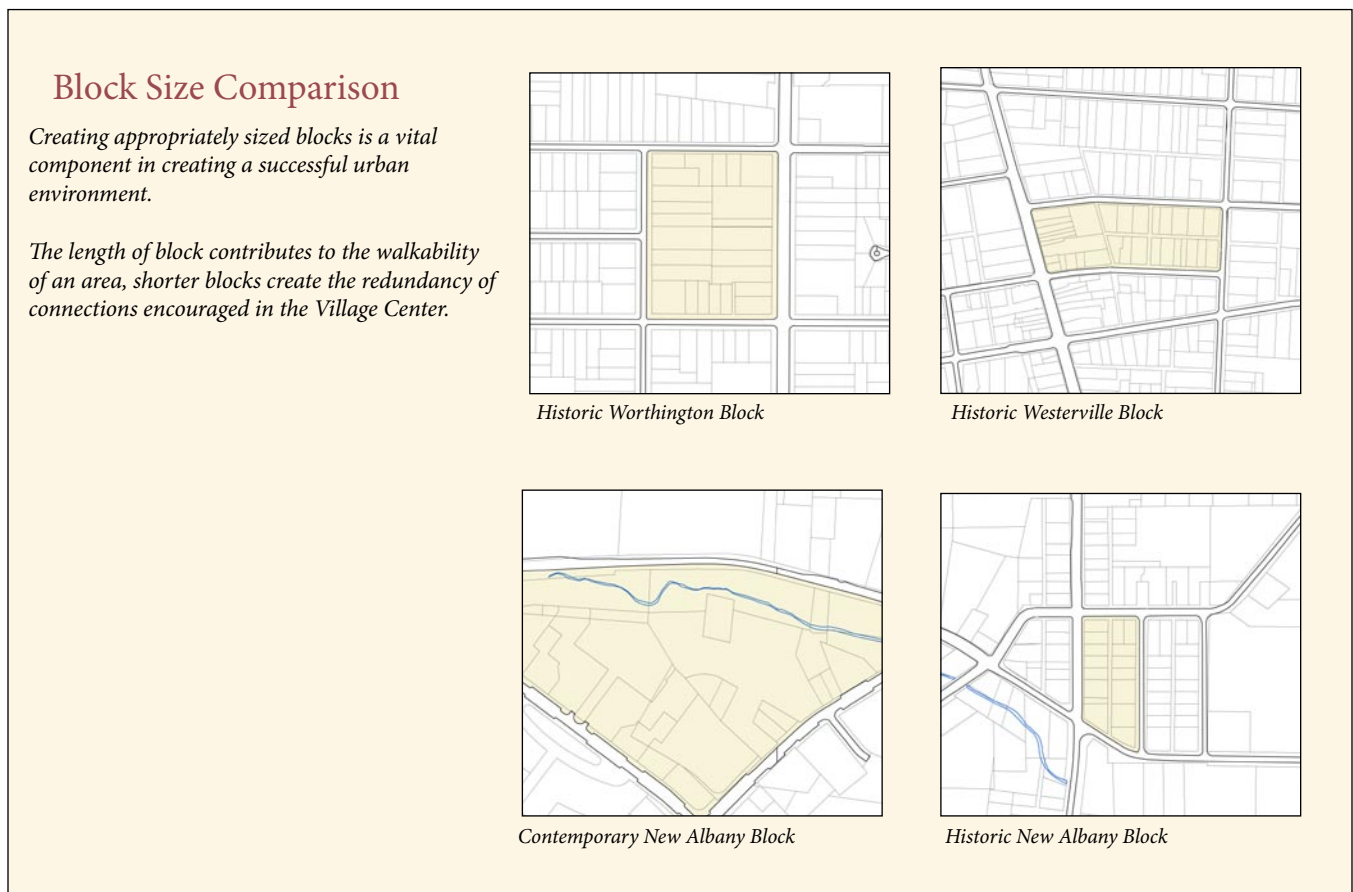 Block Size Comparison
Creating appropriately sized blocks is a vital
component in creating a successful urban
environment.
The length of block contributes to the walkability
of an area, shorter blocks create the redundancy of
connections encouraged in the Village Center.
Historic Worthington Block
Historic Westerville Block
Contemporary New Albany Block
Historic New Albany Block